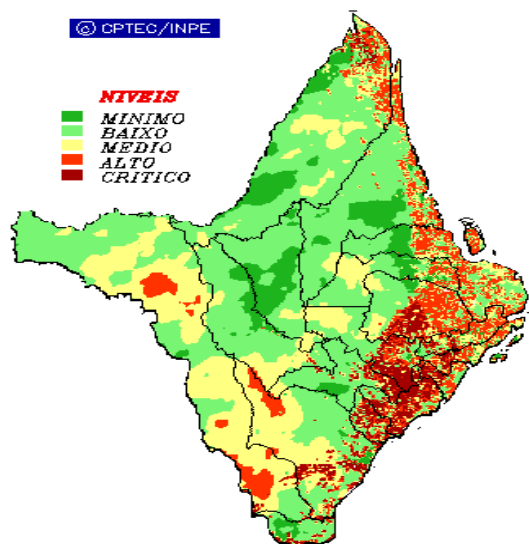 © CPTEC/INPE
NIVEIS
MINIMO
BAIXO
MEDIO
ALTO
CRITICO